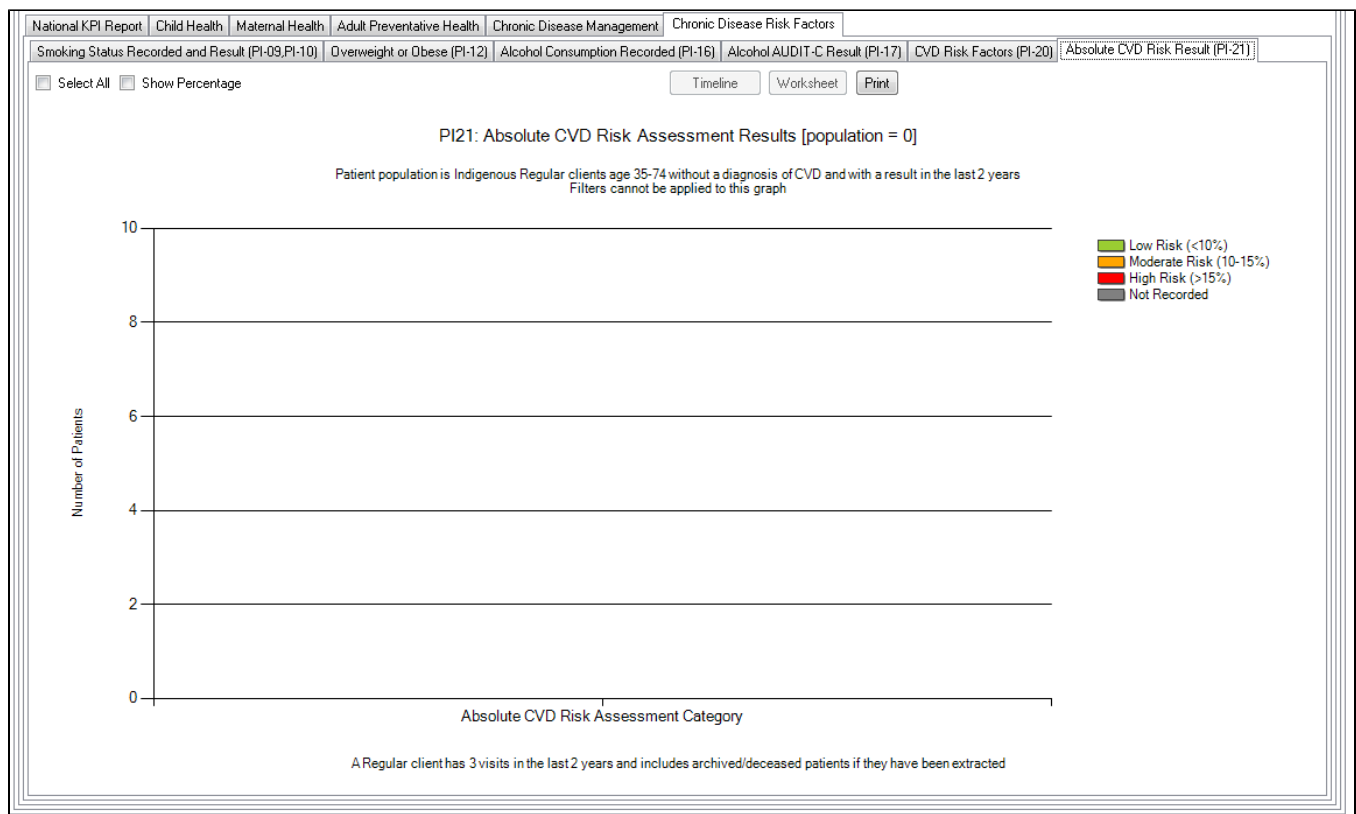 National KPI Report Child Health Maternal Health Adult Preventative Health Chronic Disease Management Chronic Disease Risk Factors
Smoking Status Recorded and Result (PI-09,PI-10) Overweight or Obese (PI-12) Alcohol Consumption Recorded (PI-16) Alcohol AUDIT-C Result (PI-17) CVD Risk Factors (PI-20) Absolute CVD Risk Result (PI-21)
Select All Show Percentage Timeline Worksheet Print
PI21: Absolute CVD Risk Assessment Results [population = 0]
Patient population is Indigenous Regular clients age 35-74 without a diagnosis of CVD and with a result in the last 2 years
Filters cannot be applied to this graph
10
8
6
4
2
0
Number of Patients
Low Risk (<10%)
Moderate Risk (10-15%)
High Risk (>15%)
Not Recorded
Absolute CVD Risk Assessment Category
A Regular client has 3 visits in the last 2 years and includes archived/deceased patients if they have been extracted